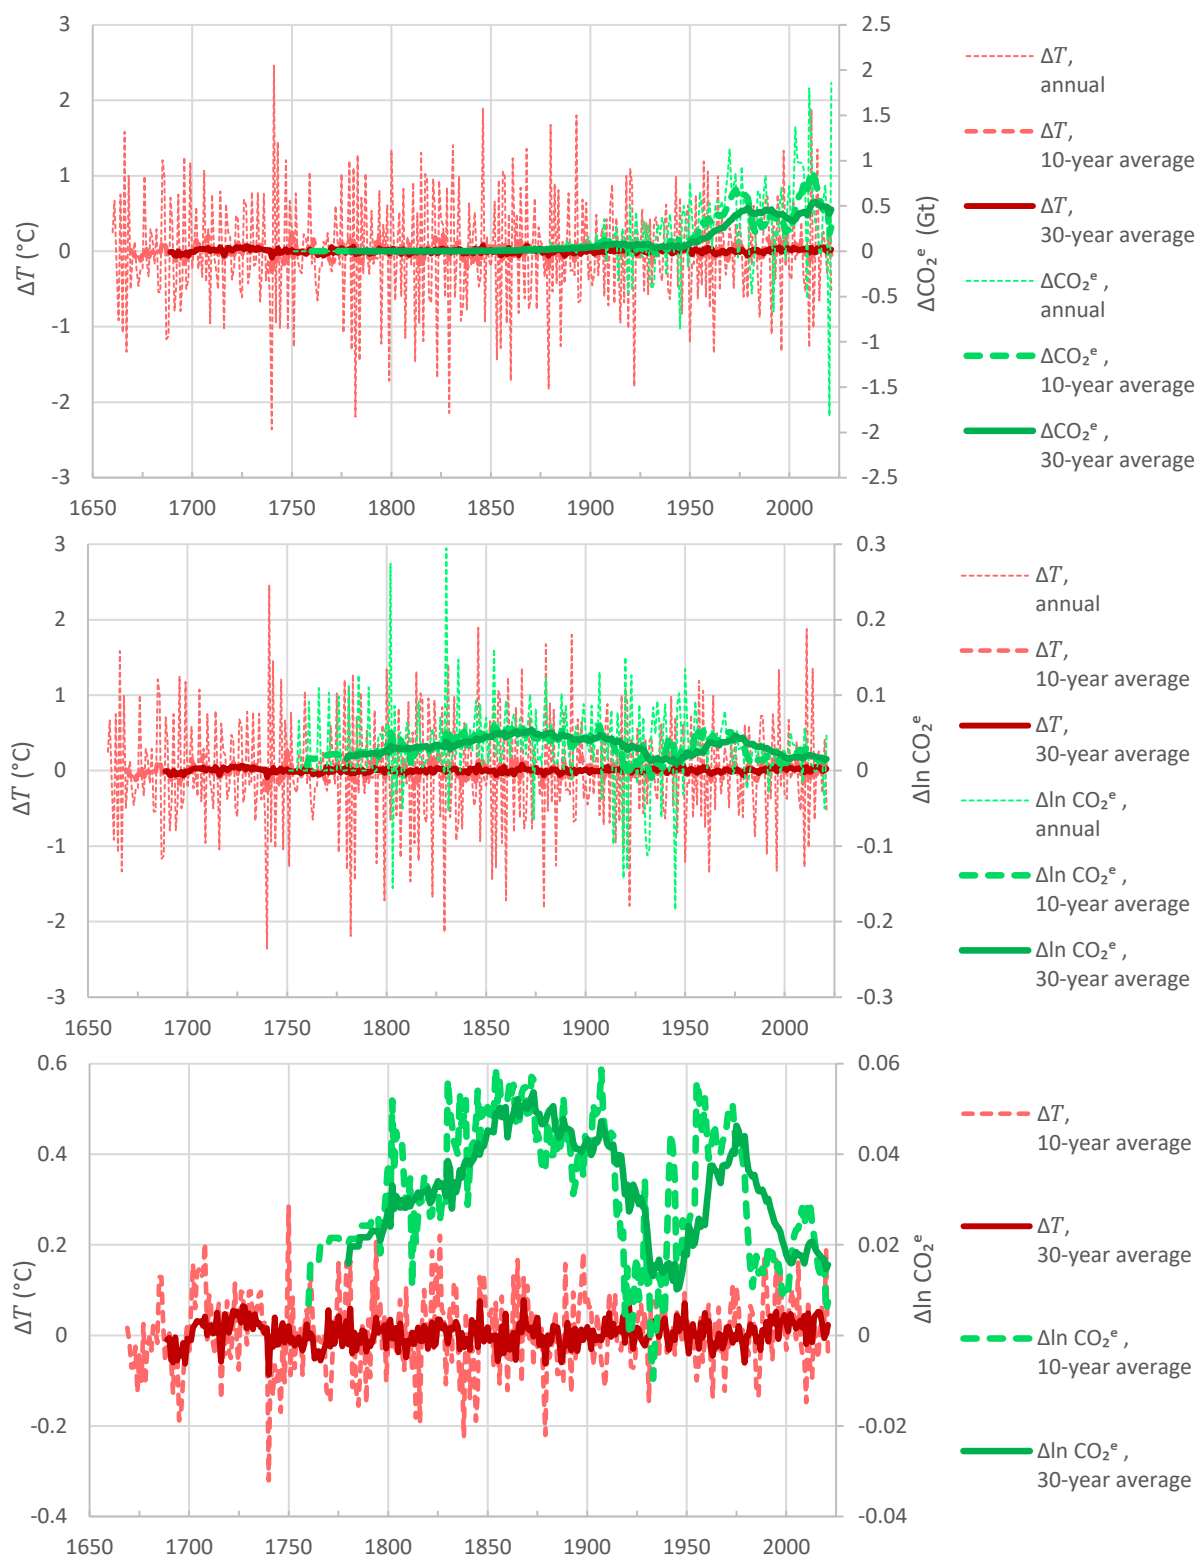 3
2
1
0
-1
-2
-3
ΔT (°C)
2.5
2
1.5
1
0.5
0
-0.5
-1
-1.5
-2
-2.5
ΔCO₂ᵉ (Gt)
1650 1700 1750 1800 1850 1900 1950 2000
ΔT,
annual
ΔT,
10-year average
ΔT,
30-year average
ΔCO₂ᵉ ,
annual
ΔCO₂ᵉ ,
10-year average
ΔCO₂ᵉ ,
30-year average
3
2
1
0
-1
-2
-3
ΔT (°C)
0.3
0.2
0.1
0
-0.1
-0.2
-0.3
Δln CO₂ᵉ
1650 1700 1750 1800 1850 1900 1950 2000
ΔT,
annual
ΔT,
10-year average
ΔT,
30-year average
Δln CO₂ᵉ ,
annual
Δln CO₂ᵉ ,
10-year average
Δln CO₂ᵉ ,
30-year average
0.6
0.4
0.2
0
-0.2
-0.4
ΔT (°C)
0.06
0.04
0.02
0
-0.02
-0.04
Δln CO₂ᵉ
1650 1700 1750 1800 1850 1900 1950 2000
ΔT,
10-year average
ΔT,
30-year average
Δln CO₂ᵉ ,
10-year average
Δln CO₂ᵉ ,
30-year average